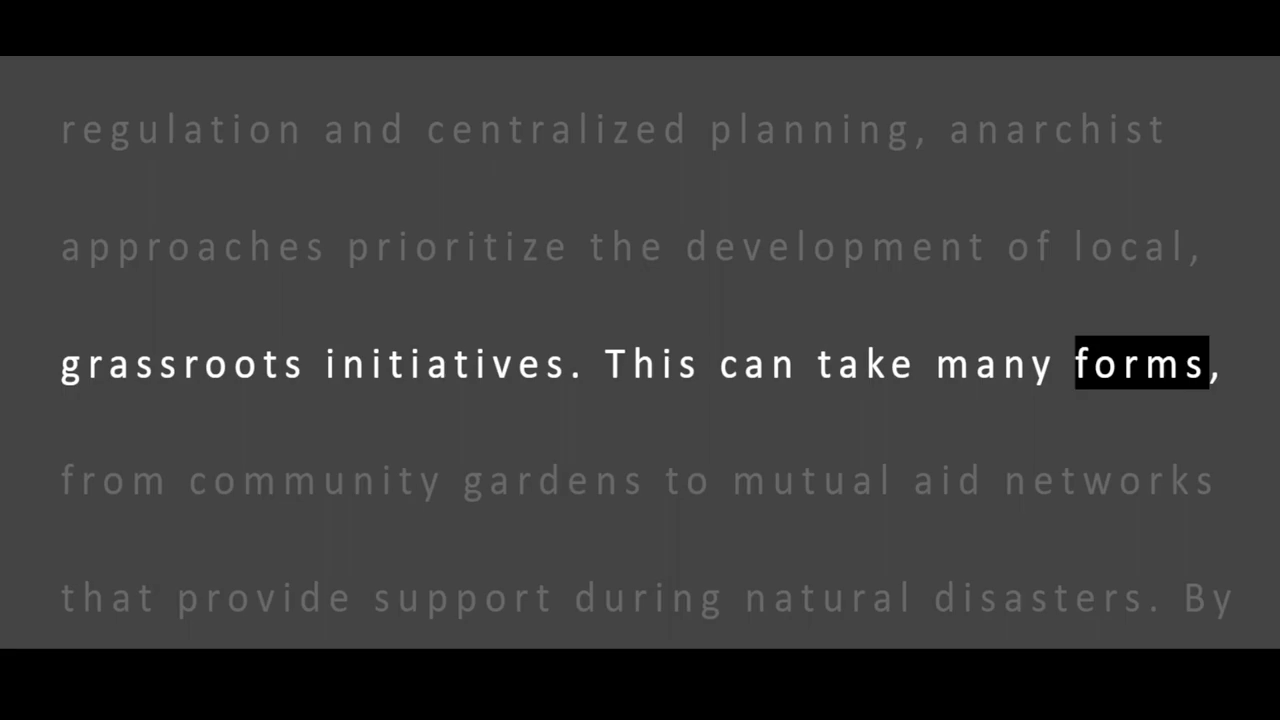 regulation and centralized planning, anarchist
approaches prioritize the development of local,
grassroots initiatives. This can take many forms,
from community gardens to mutual aid networks
that provide support during natural disasters. By